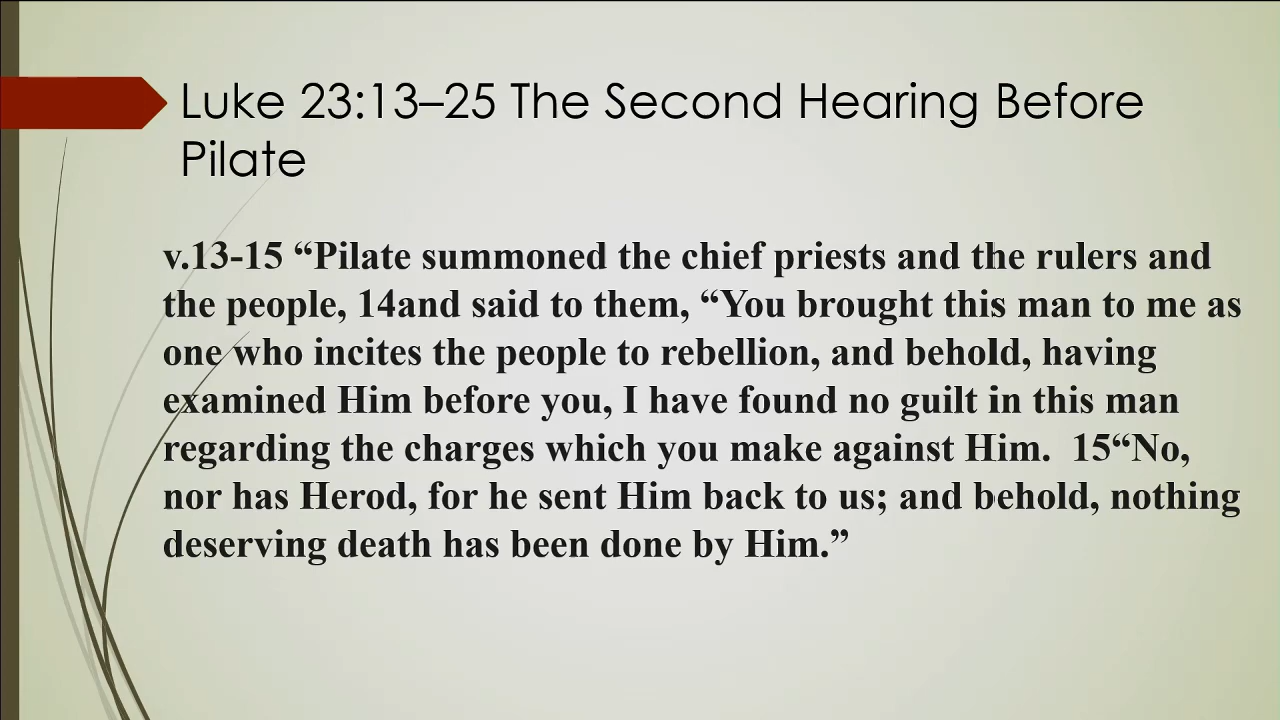 Luke 23:13–25 The Second Hearing Before
Pilate
v.13-15 “Pilate summoned the chief priests and the rulers and
the people, 14and said to them, “You brought this man to me as
one who incites the people to rebellion, and behold, having
examined Him before you, I have found no guilt in this man
regarding the charges which you make against Him.  15“No,
nor has Herod, for he sent Him back to us; and behold, nothing
deserving death has been done by Him.”